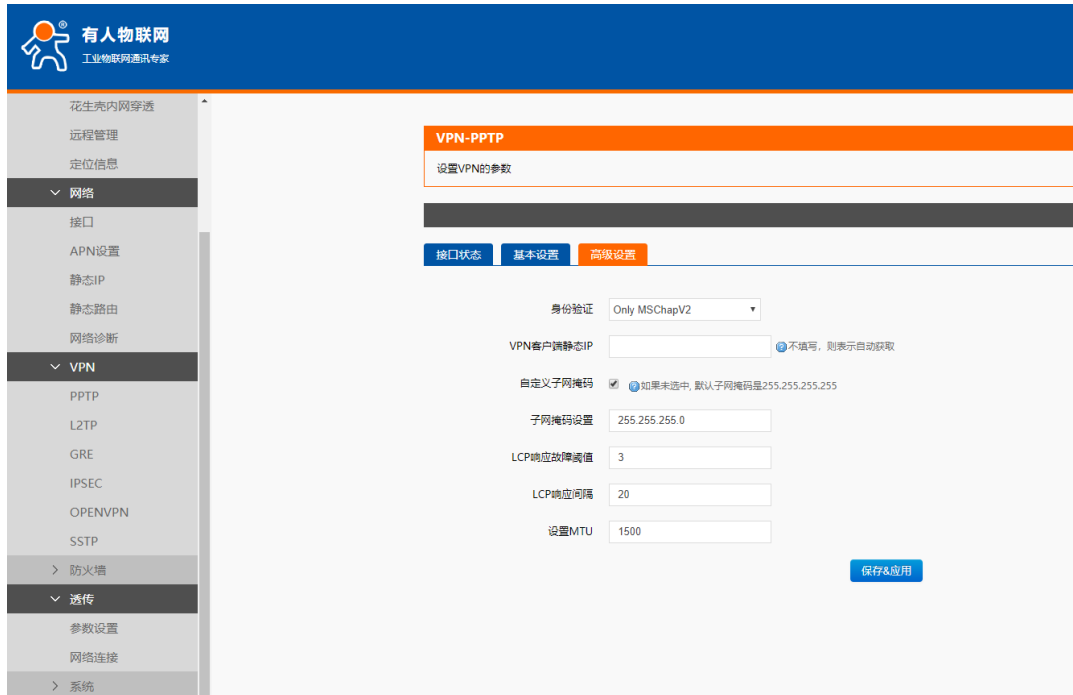 有人物联网
®
工业物联网通讯专家
花生壳内网穿透
远程管理
定位信息
网络
接口
APN设置
静态IP
静态路由
网络诊断
VPN
PPTP
L2TP
GRE
IPSEC
OPENVPN
SSTP
防火墙
透传
参数设置
网络连接
系统
VPN-PPTP
设置VPN的参数
接口状态 基本设置 高级设置
身份验证 Only MSChapV2
VPN客户端静态IP 不填写，则表示自动获取
自定义子网掩码 如果未选中, 默认子网掩码是255.255.255.255
子网掩码设置 255.255.255.0
LCP响应故障阈值 3
LCP响应间隔 20
设置MTU 1500
保存&应用